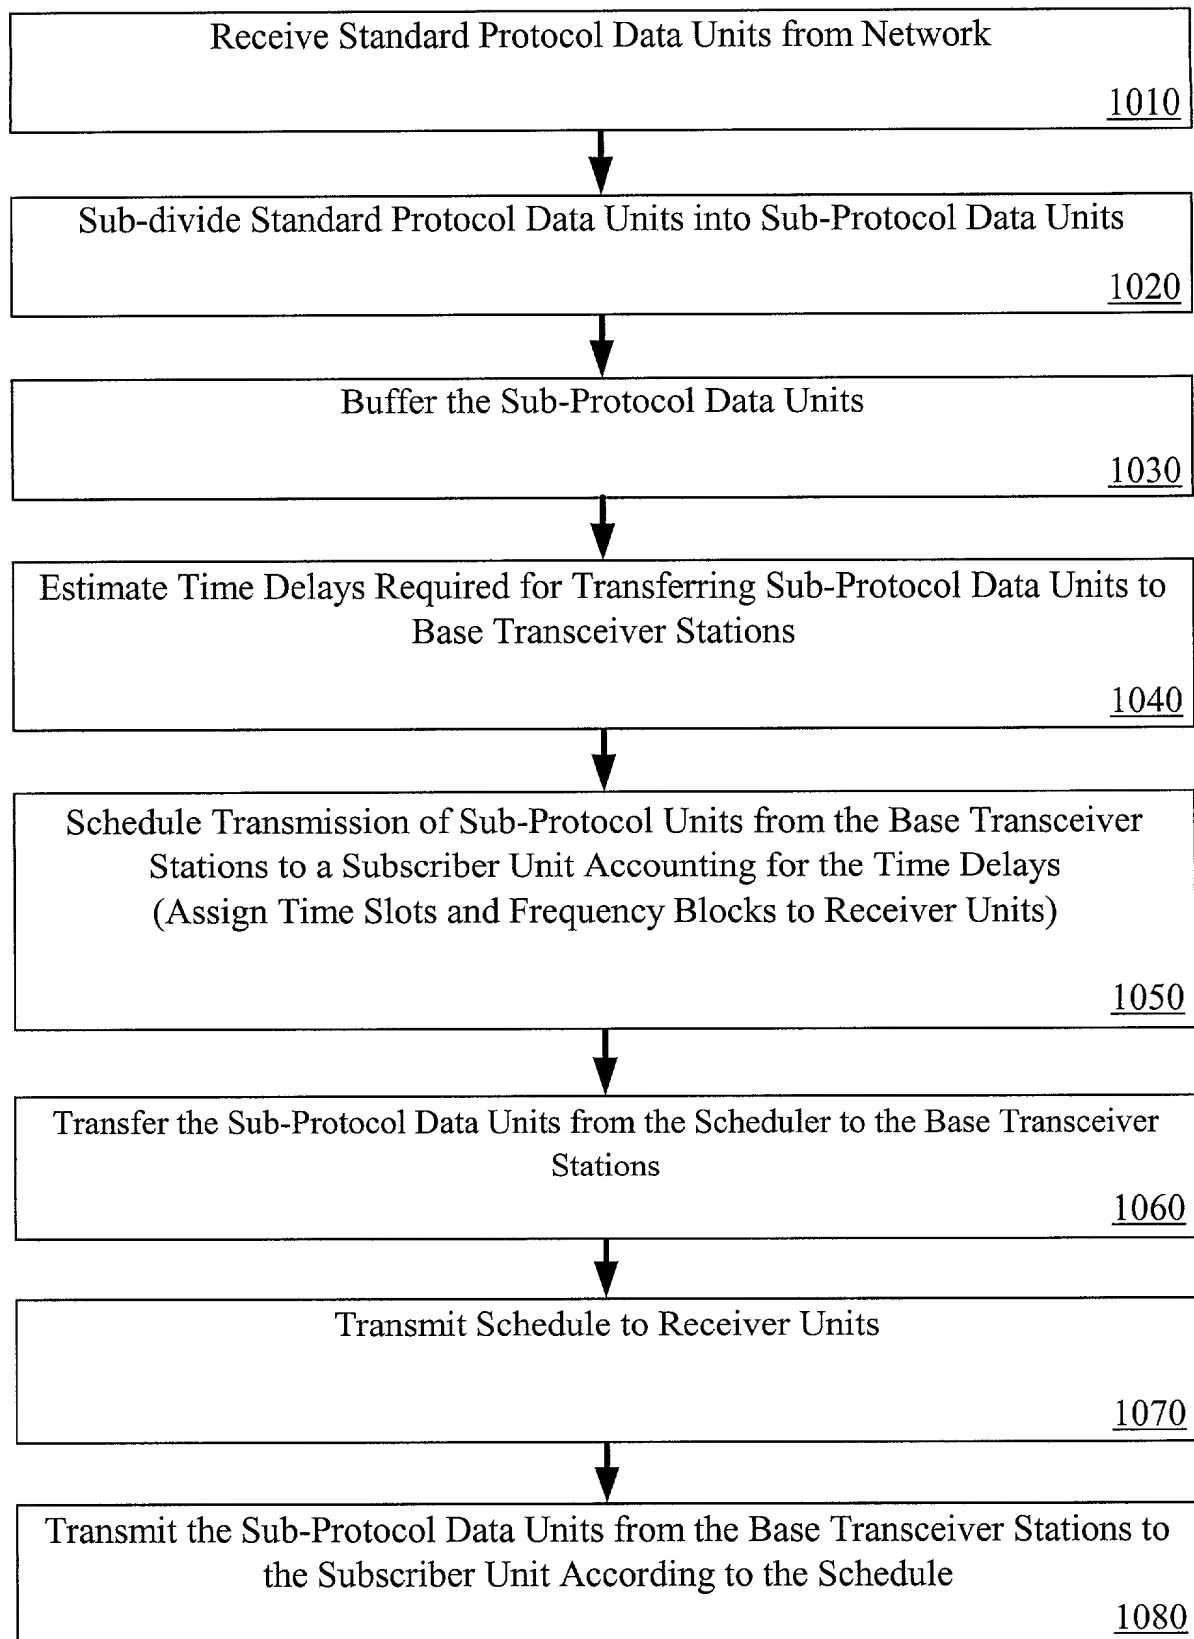 Receive Standard Protocol Data Units from Network
1010
Sub-divide Standard Protocol Data Units into Sub-Protocol Data Units
1020
Buffer the Sub-Protocol Data Units
1030
Estimate Time Delays Required for Transferring Sub-Protocol Data Units to
Base Transceiver Stations
1040
Schedule Transmission of Sub-Protocol Units from the Base Transceiver
Stations to a Subscriber Unit Accounting for the Time Delays
(Assign Time Slots and Frequency Blocks to Receiver Units)
1050
Transfer the Sub-Protocol Data Units from the Scheduler to the Base Transceiver
Stations
1060
Transmit Schedule to Receiver Units
1070
Transmit the Sub-Protocol Data Units from the Base Transceiver Stations to
the Subscriber Unit According to the Schedule
1080